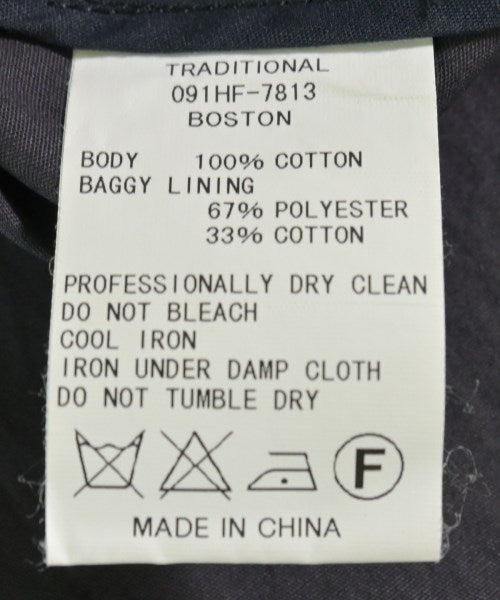 TRADITIONAL
091HF-7813
BOSTON
BODY 100% COTTON
BAGGY LINING
67% POLYESTER
33% COTTON
PROFESSIONALLY DRY CLEAN
DO NOT BLEACH
COOL IRON
IRON UNDER DAMP CLOTH
DO NOT TUMBLE DRY
F
MADE IN CHINA